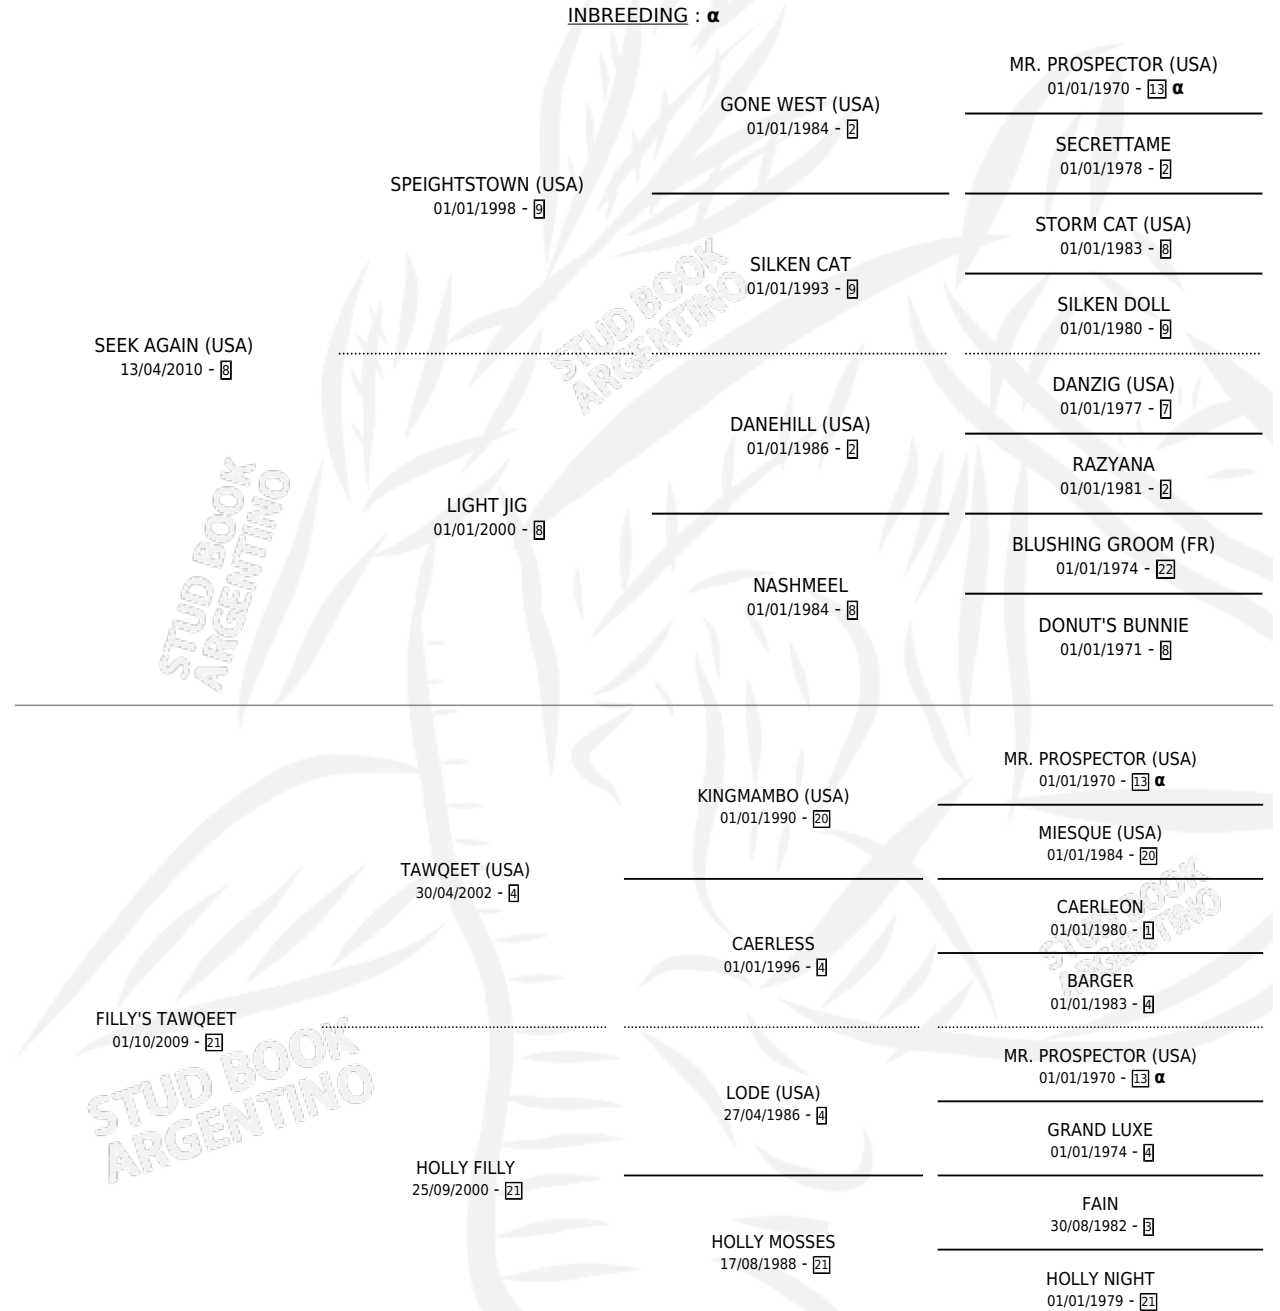 INBREEDING : α
MR. PROSPECTOR (USA)
01/01/1970 - 13 α
GONE WEST (USA)
01/01/1984 - 2
SECRETTAME
01/01/1978 - 2
SPEIGHTSTOWN (USA)
01/01/1998 - 9
STORM CAT (USA)
01/01/1983 - 8
SILKEN CAT
01/01/1993 - 9
SILKEN DOLL
01/01/1980 - 9
SEEK AGAIN (USA)
13/04/2010 - 8
DANZIG (USA)
01/01/1977 - 7
DANEHILL (USA)
01/01/1986 - 2
RAZYANA
01/01/1981 - 2
LIGHT JIG
01/01/2000 - 8
BLUSHING GROOM (FR)
01/01/1974 - 22
NASHMEEL
01/01/1984 - 8
DONUT'S BUNNIE
01/01/1971 - 8
MR. PROSPECTOR (USA)
01/01/1970 - 13 α
KINGMAMBO (USA)
01/01/1990 - 20
MIESQUE (USA)
01/01/1984 - 20
TAWQEET (USA)
30/04/2002 - 4
CAERLEON
01/01/1980 - 1
CAERLESS
01/01/1996 - 4
BARGER
01/01/1983 - 4
FILLY'S TAWQEET
01/10/2009 - 21
MR. PROSPECTOR (USA)
01/01/1970 - 13 α
LODE (USA)
27/04/1986 - 4
GRAND LUXE
01/01/1974 - 4
HOLLY FILLY
25/09/2000 - 21
FAIN
30/08/1982 - 3
HOLLY MOSSES
17/08/1988 - 21
HOLLY NIGHT
01/01/1979 - 21
STUD BOOK
ARGENTINO
STUD BOOK
ARGENTINO
STUD BOOK
ARGENTINO
STUD BOOK
ARGENTINO